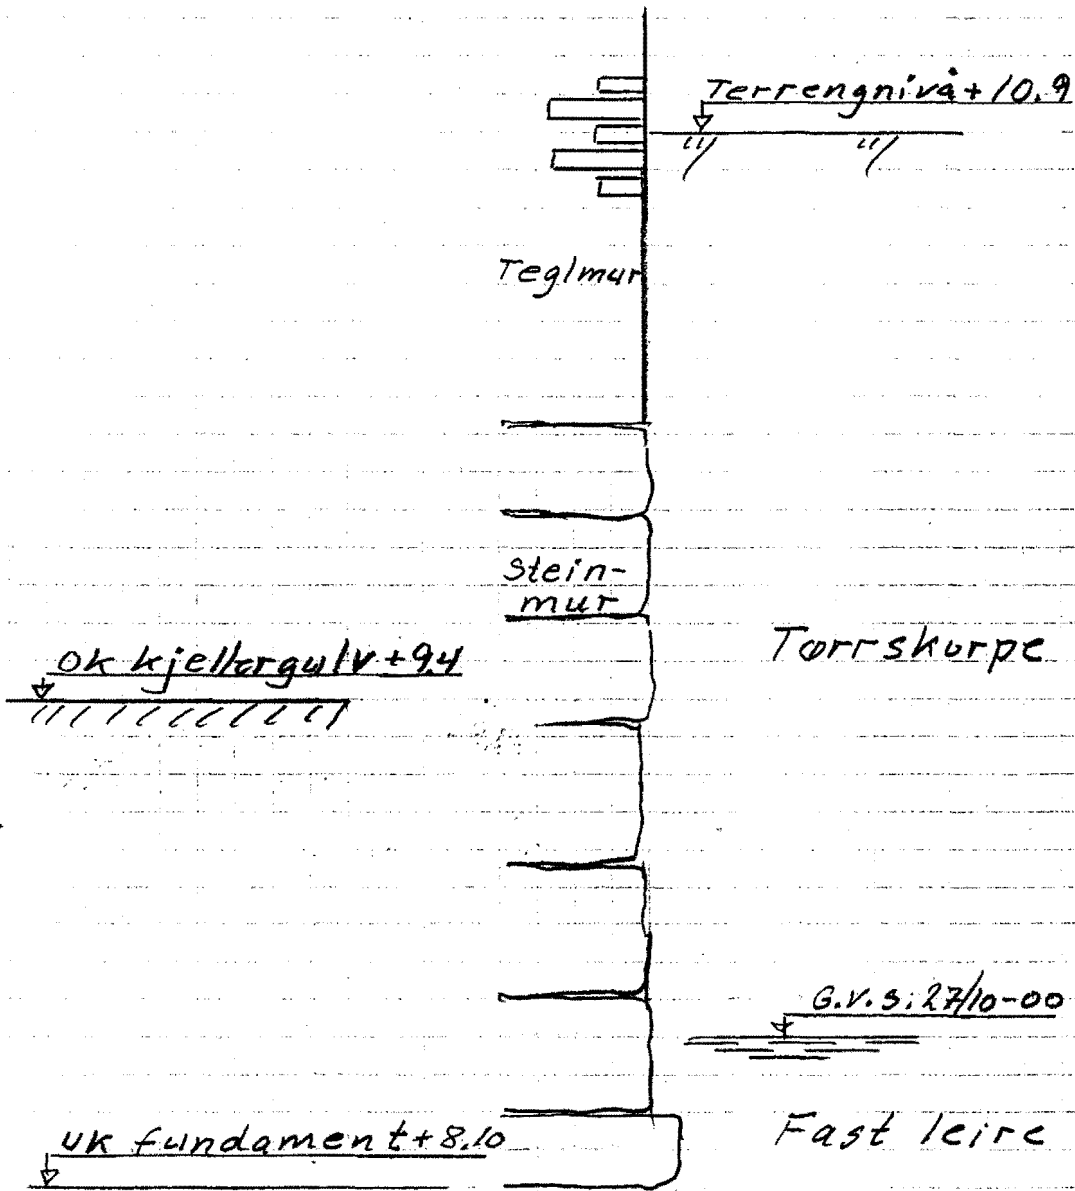 Terrengnivå + 10.9
Teglmur
Stein-
mur
Tørrskorpe
OK kjellergulv + 9.4
G.V.S: 27/10-00
Fast leire
UK fundament + 8.10